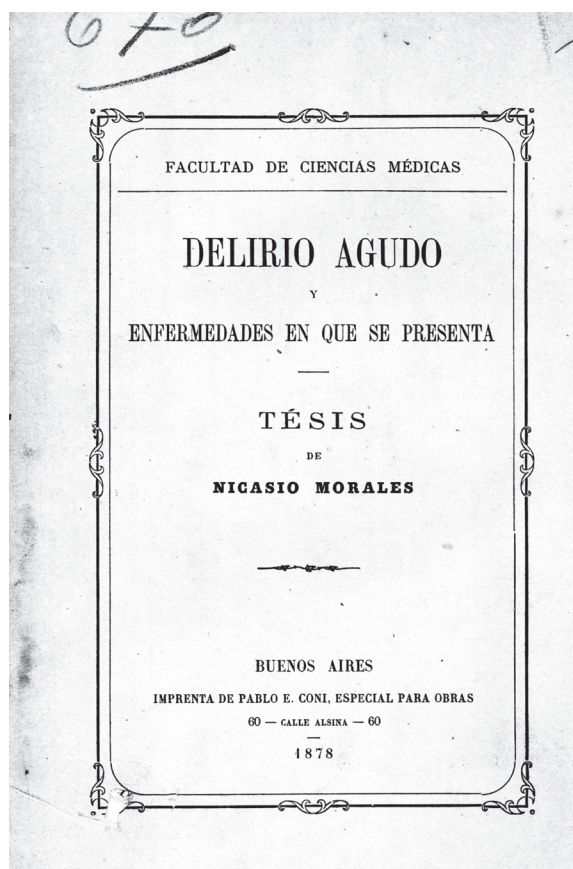 670
FACULTAD DE CIENCIAS MÉDICAS
DELIRIO AGUDO
Y
ENFERMEDADES EN QUE SE PRESENTA
TÉSIS
DE
NICASIO MORALES
BUENOS AIRES
IMPRENTA DE PABLO E. CONI, ESPECIAL PARA OBRAS
60 — CALLE ALSINA — 60
1878